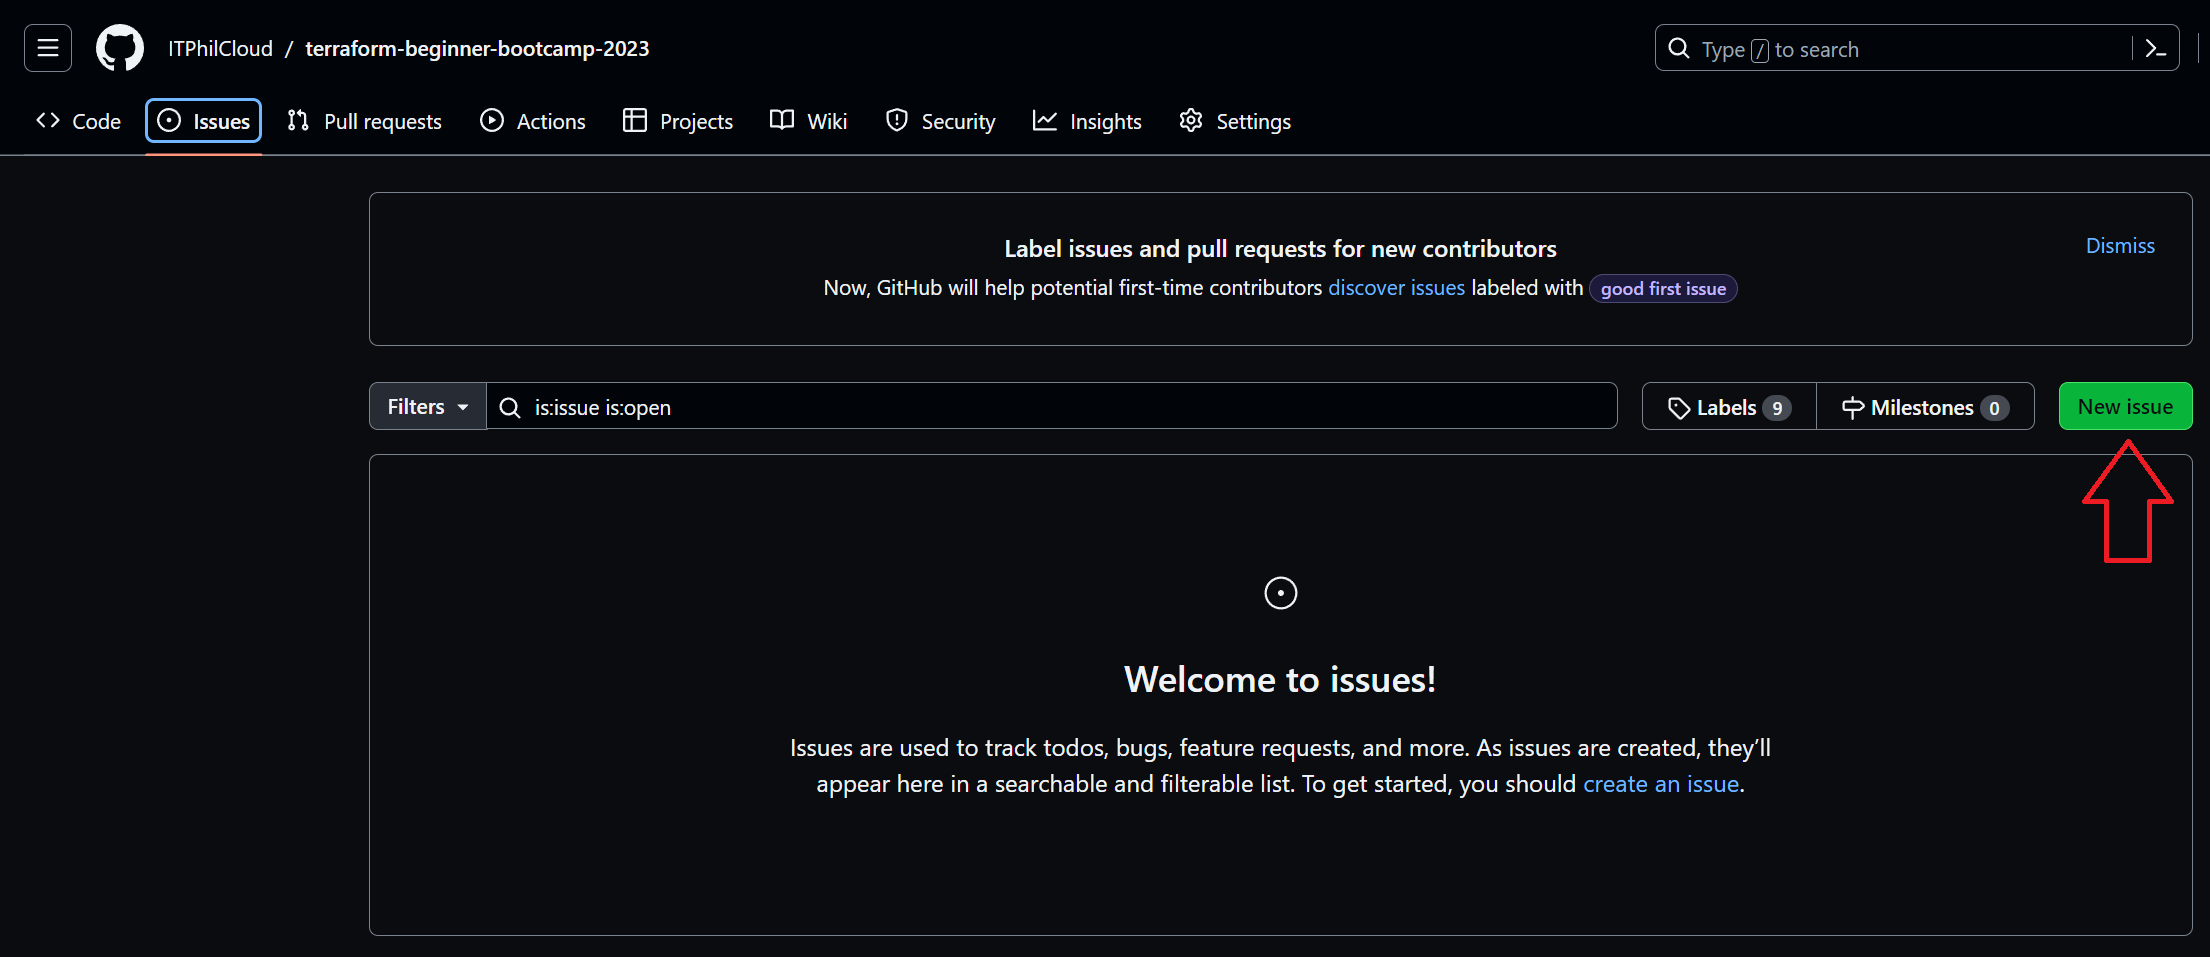 ITPhilCloud / terraform-beginner-bootcamp-2023
Type / to search
Code Issues Pull requests Actions Projects Wiki Security Insights Settings
Label issues and pull requests for new contributors
Dismiss
Now, GitHub will help potential first-time contributors discover issues labeled with good first issue
Filters is:issue is:open Labels 9 Milestones 0 New issue
Welcome to issues!
Issues are used to track todos, bugs, feature requests, and more. As issues are created, they’ll
appear here in a searchable and filterable list. To get started, you should create an issue.